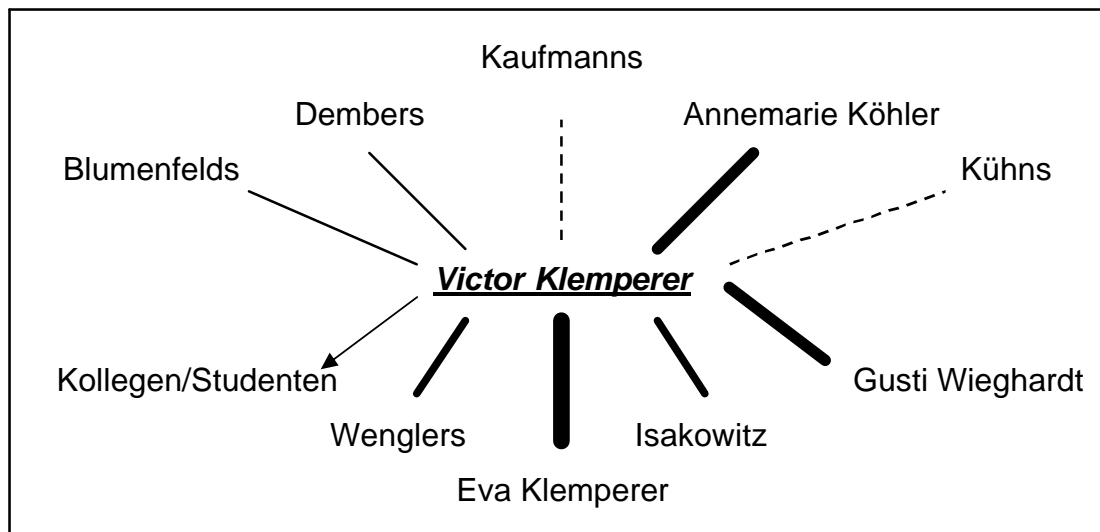 Kaufmanns
Dembers
Annemarie Köhler
Blumenfelds
Kühns
Victor Klemperer
Kollegen/Studenten
Gusti Wieghardt
Wenglers
Isakowitz
Eva Klemperer